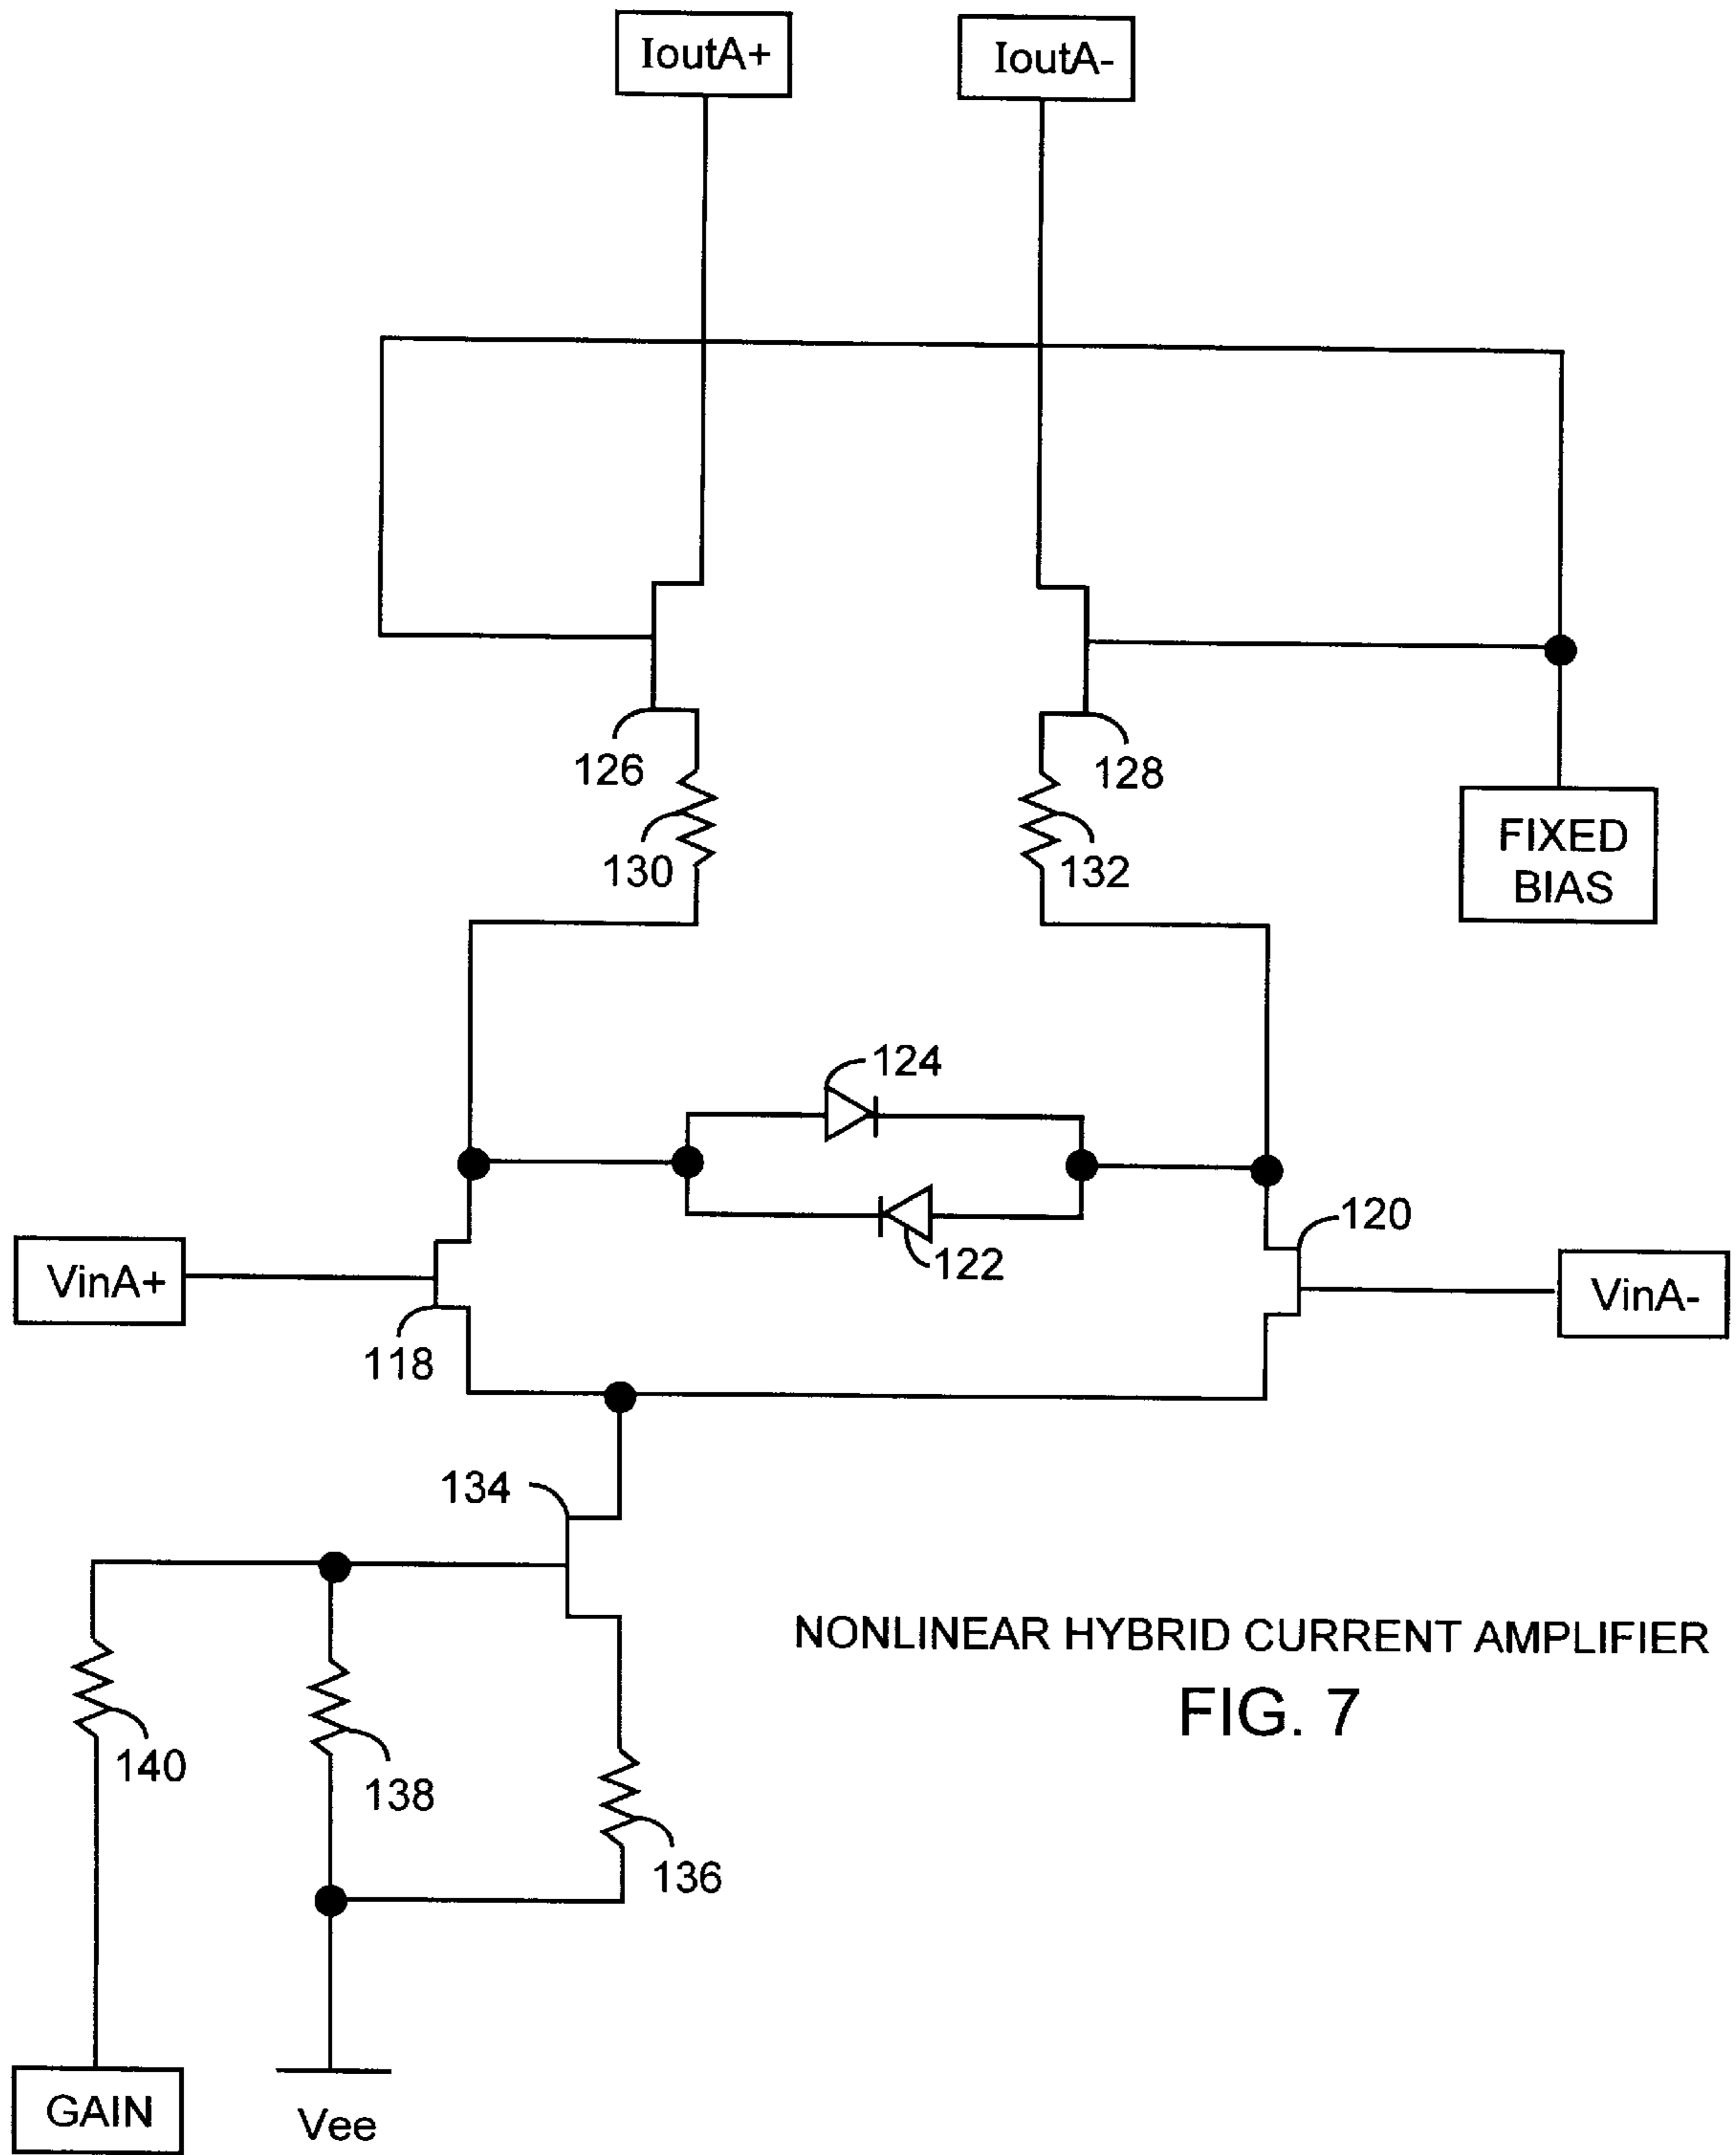 IoutA+
IoutA-
126
128
130
132
FIXED
BIAS
124
122
120
VinA+
VinA-
118
134
NONLINEAR HYBRID CURRENT AMPLIFIER
FIG. 7
140
138
136
GAIN
Vee